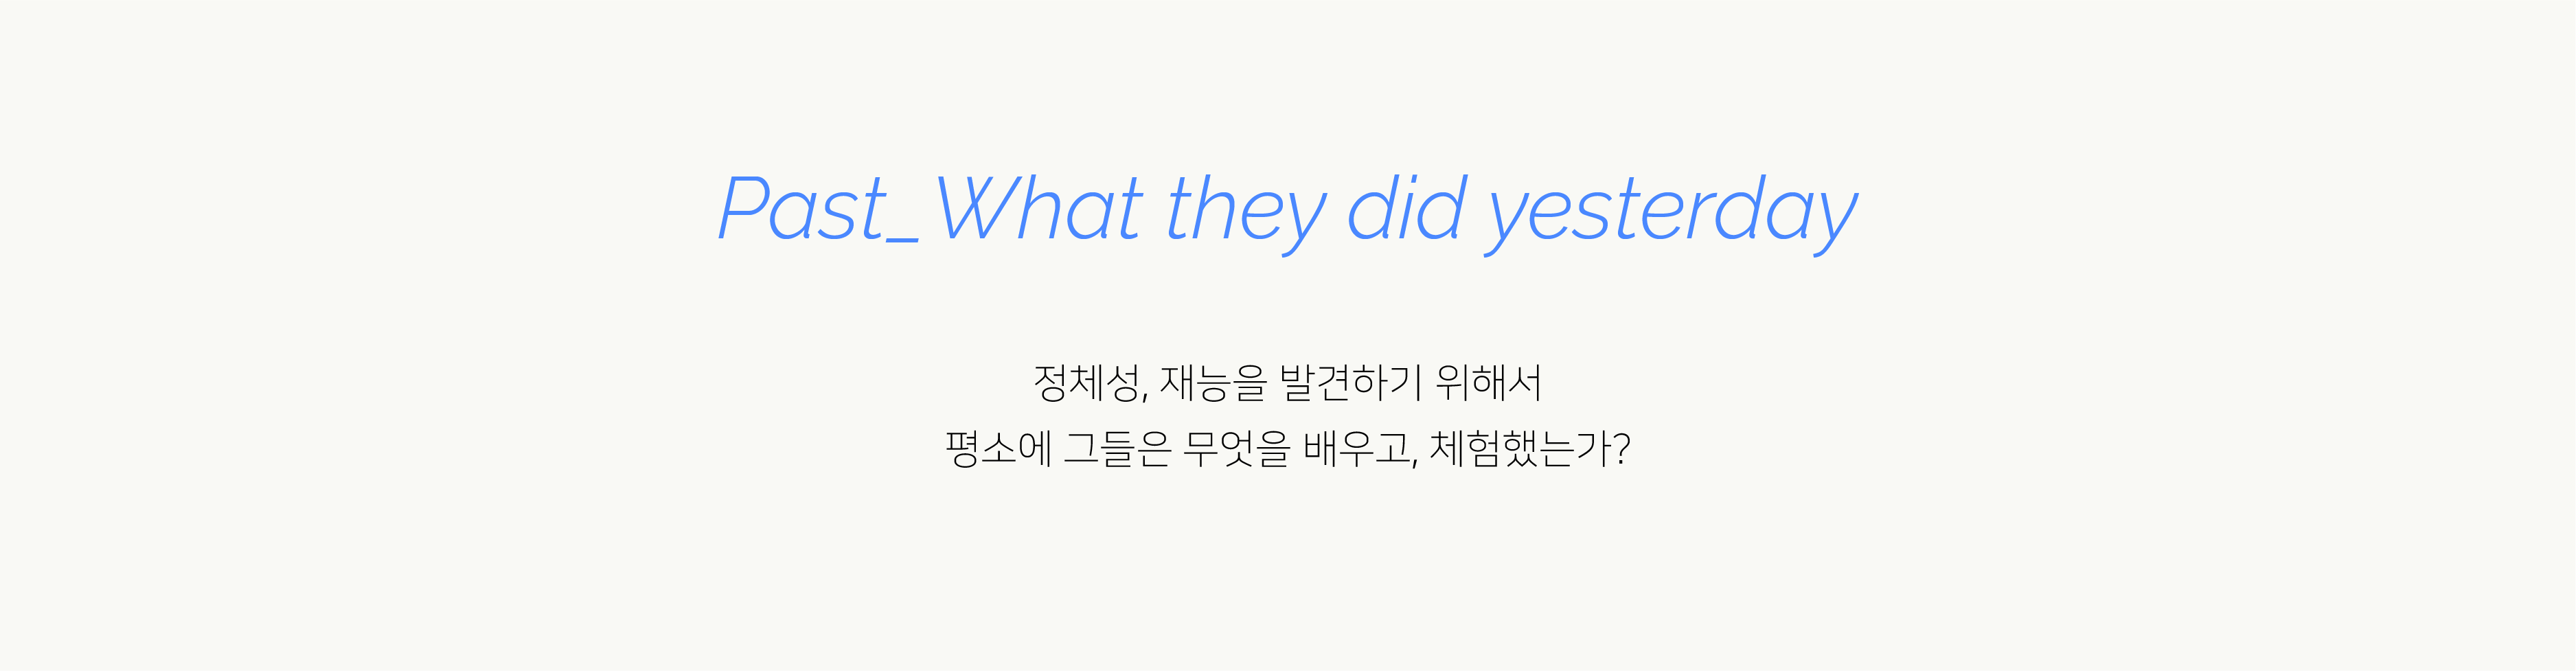 Past_What they did yesterday
정체성, 재능을 발견하기 위해서
평소에 그들은 무엇을 배우고, 체험했는가?